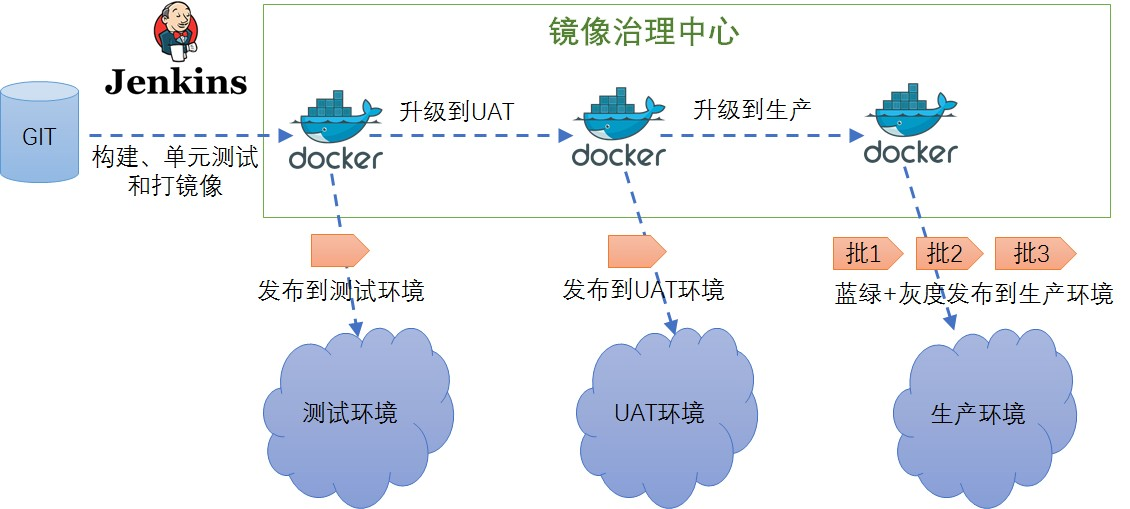 镜像治理中心
Jenkins
GIT
构建、单元测试
和打镜像
docker
升级到UAT
docker
升级到生产
docker
发布到测试环境
发布到UAT环境
批1
批2
批3
蓝绿+灰度发布到生产环境
测试环境
UAT环境
生产环境